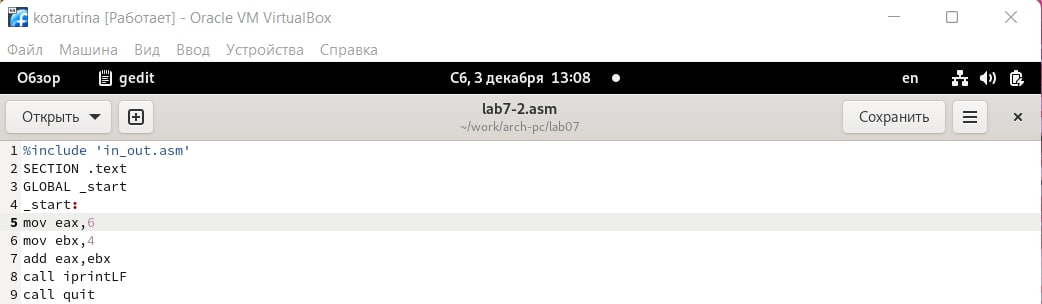 kotarutina [Работает] - Oracle VM VirtualBox
Файл Машина Вид Ввод Устройства Справка
Обзор gedit Сб, 3 декабря 13:08 en
Открыть lab7-2.asm Сохранить
~/work/arch-pc/lab07
1 %include 'in_out.asm'
2 SECTION .text
3 GLOBAL _start
4 _start:
5 mov eax,6
6 mov ebx,4
7 add eax,ebx
8 call iprintLF
9 call quit